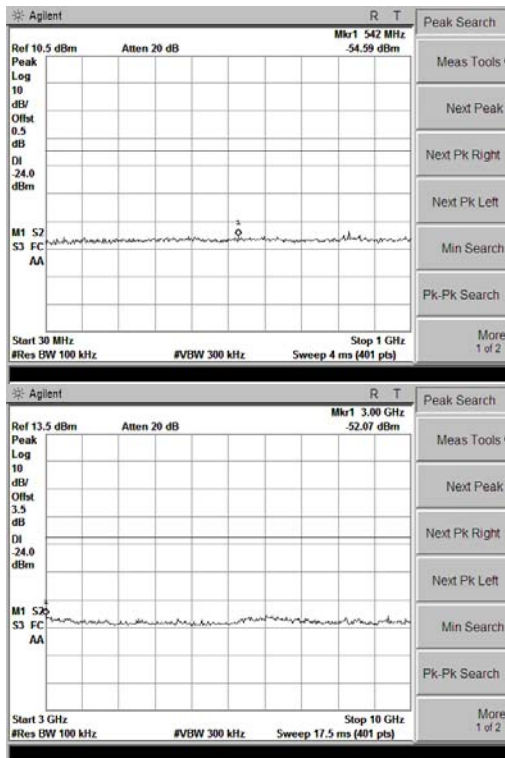 Agilent R T
Mkr1 542 MHz
Ref 10.5 dBm Atten 20 dB -54.59 dBm
Peak
Log
10
dB/
Offst
0.5
dB
DI
-24.0
dBm
1
M1 S2
S3 FC
AA
Start 30 MHz Stop 1 GHz
#Res BW 100 kHz #VBW 300 kHz Sweep 4 ms (401 pts)
Peak Search
Meas Tools
Next Peak
Next Pk Right
Next Pk Left
Min Search
Pk-Pk Search
More
1 of 2
Agilent R T
Mkr1 3.00 GHz
Ref 13.5 dBm Atten 20 dB -52.07 dBm
Peak
Log
10
dB/
Offst
3.5
dB
DI
-24.0
dBm
1
M1 S2
S3 FC
AA
Start 3 GHz Stop 10 GHz
#Res BW 100 kHz #VBW 300 kHz Sweep 17.5 ms (401 pts)
Peak Search
Meas Tools
Next Peak
Next Pk Right
Next Pk Left
Min Search
Pk-Pk Search
More
1 of 2